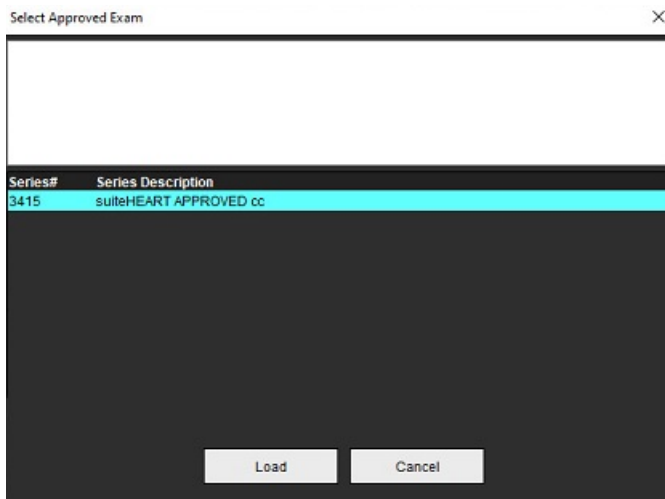 Select Approved Exam
Series# Series Description
3415 suiteHEART APPROVED cc
Load Cancel